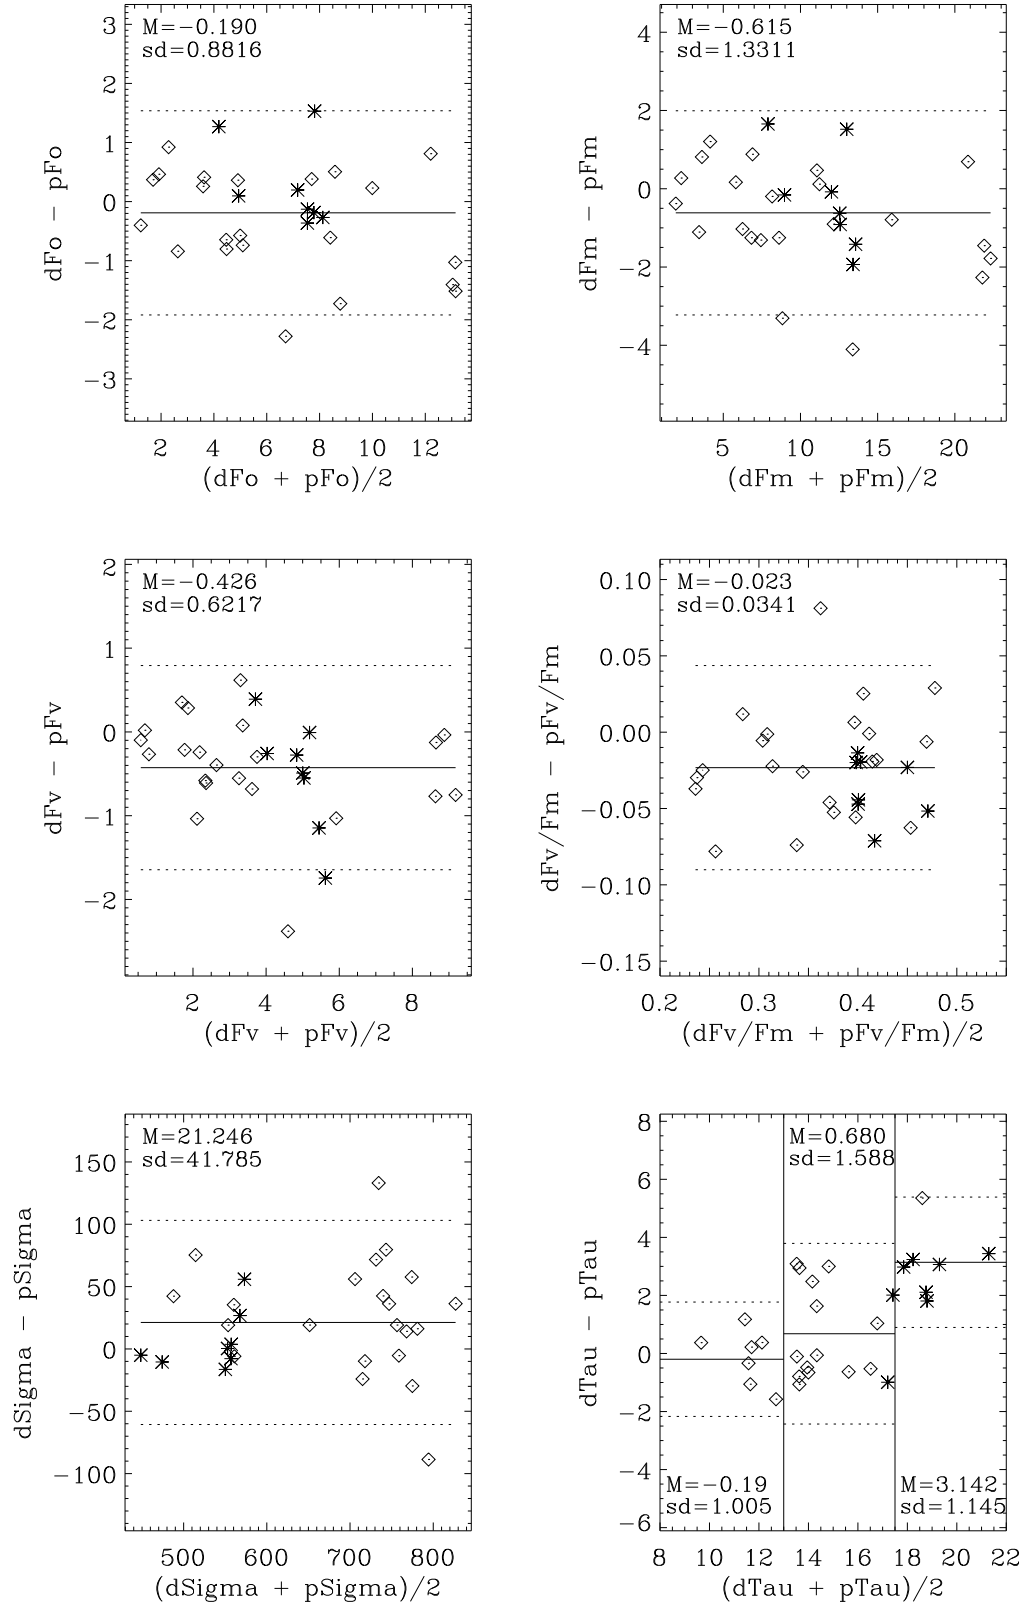 M=−0.190
sd=0.8816
3
2
1
0
−1
−2
−3
dFo − pFo
2 4 6 8 10 12
(dFo + pFo)/2
M=−0.615
sd=1.3311
4
2
0
−2
−4
dFm − pFm
5 10 15 20
(dFm + pFm)/2
M=−0.426
sd=0.6217
2
1
0
−1
−2
dFv − pFv
2 4 6 8
(dFv + pFv)/2
M=−0.023
sd=0.0341
0.10
0.05
0.00
−0.05
−0.10
−0.15
dFv/Fm − pFv/Fm
0.2 0.3 0.4 0.5
(dFv/Fm + pFv/Fm)/2
M=21.246
sd=41.785
150
100
50
0
−50
−100
dSigma − pSigma
500 600 700 800
(dSigma + pSigma)/2
M=0.680
sd=1.588
8
6
4
2
0
−2
−4
−6
dTau − pTau
M=−0.19
sd=1.005
M=3.142
sd=1.145
8 10 12 14 16 18 20 22
(dTau + pTau)/2